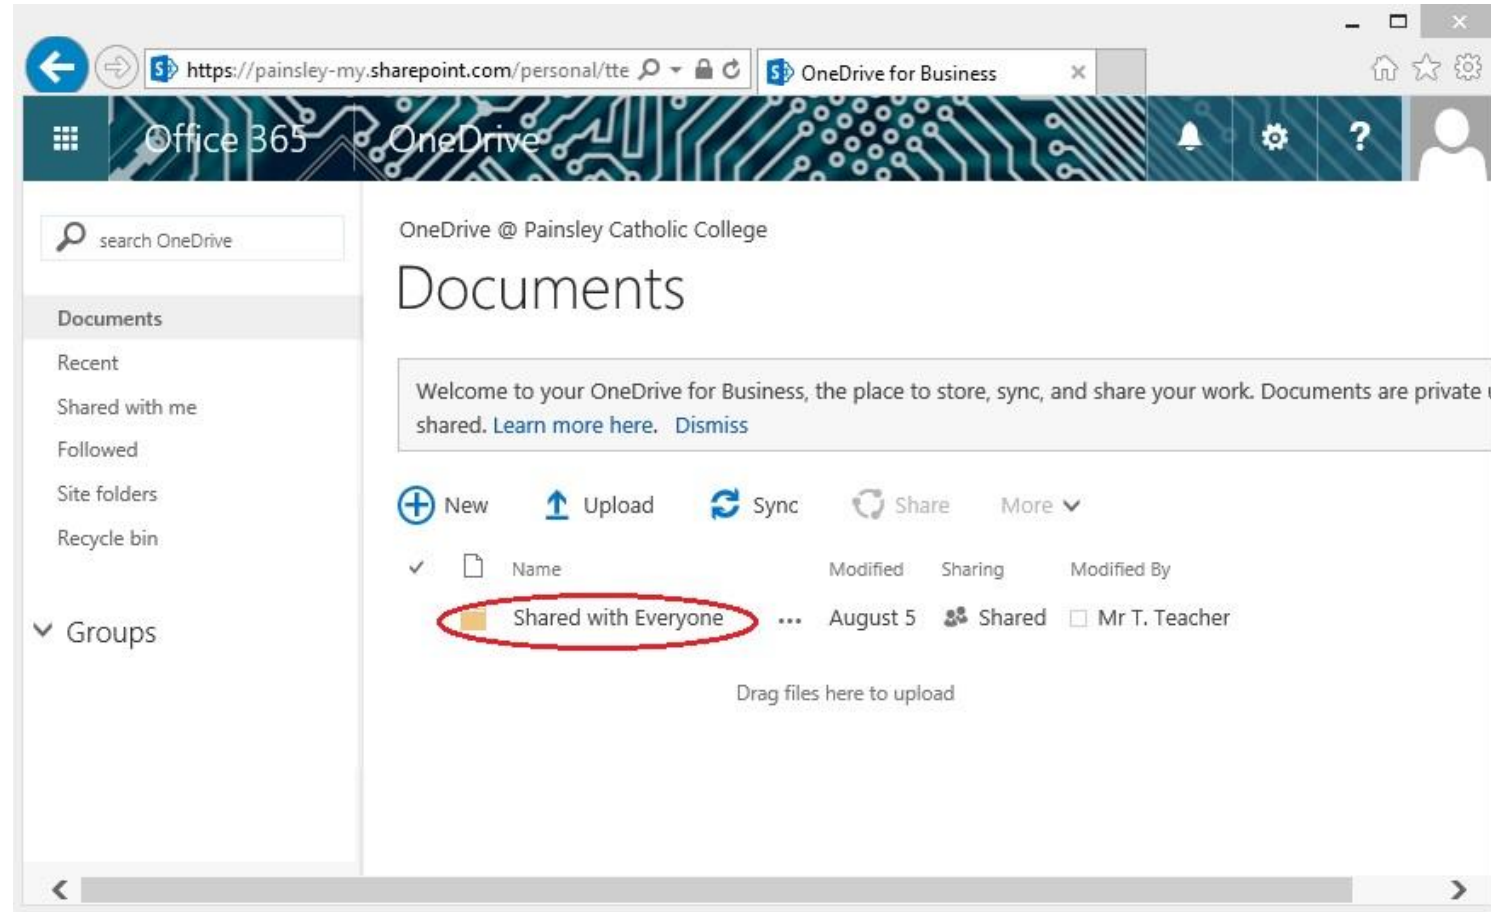 https://painsley-my.sharepoint.com/personal/tte
OneDrive for Business
Office 365
OneDrive
?
search OneDrive
Documents
Recent
Shared with me
Followed
Site folders
Recycle bin
Groups
OneDrive @ Painsley Catholic College
Documents
Welcome to your OneDrive for Business, the place to store, sync, and share your work. Documents are private
shared. Learn more here. Dismiss
New Upload Sync Share More
Name Modified Sharing Modified By
Shared with Everyone ... August 5 Shared Mr T. Teacher
Drag files here to upload